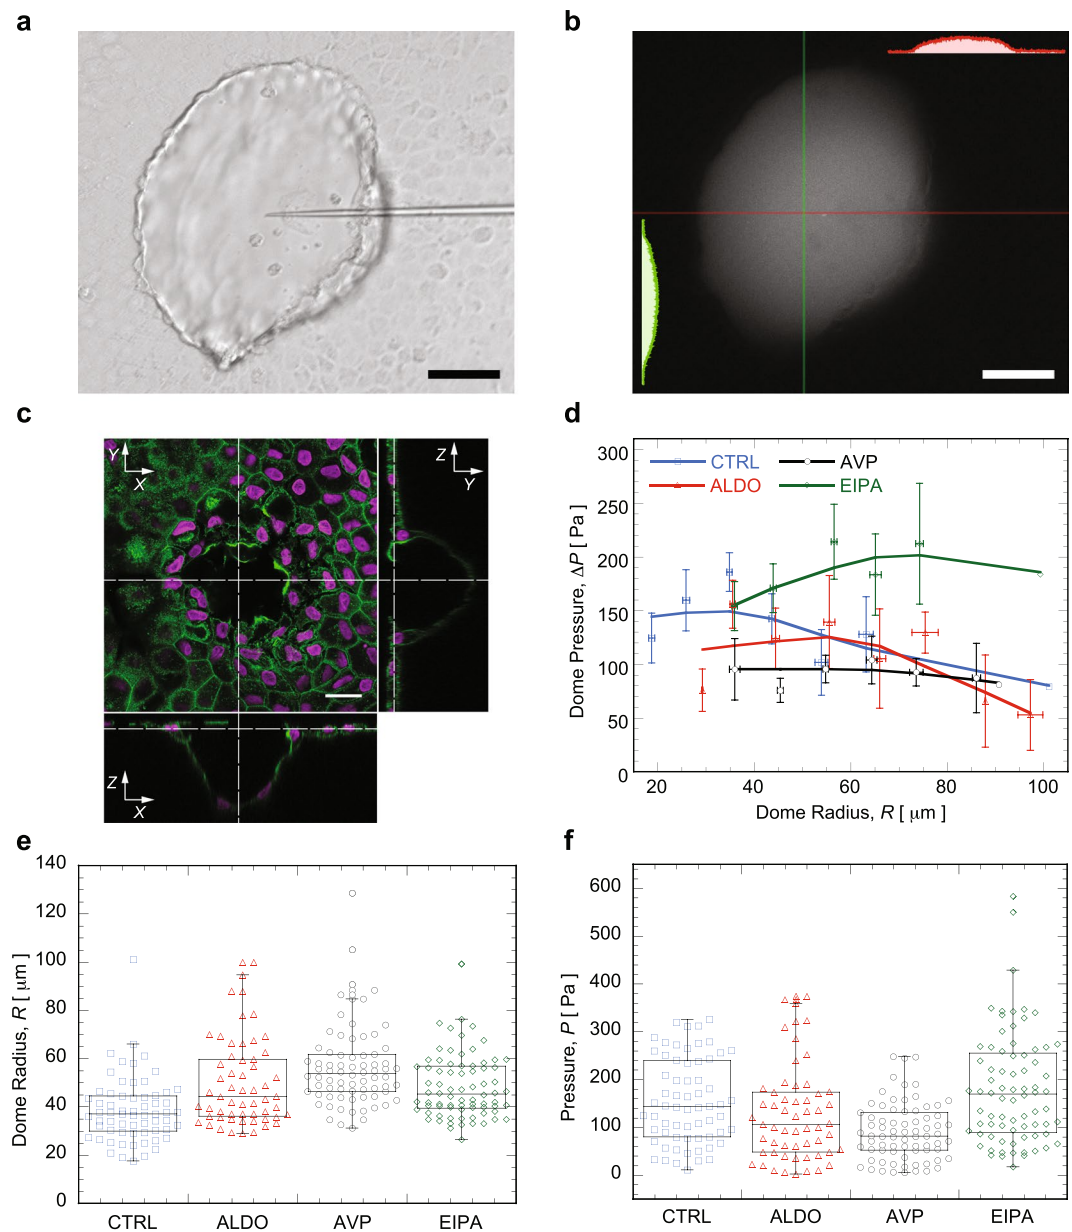 a
b
c
Y
X
Z
Y
Z
X
d
300
250
200
150
100
50
0
Dome Pressure, ΔP [ Pa ]
CTRL
AVP
ALDO
EIPA
20
40
60
80
100
Dome Radius, R [ μm ]
e
140
120
100
80
60
40
20
0
Dome Radius, R [ μm ]
CTRL
ALDO
AVP
EIPA
f
600
500
400
300
200
100
0
Pressure, P [ Pa ]
CTRL
ALDO
AVP
EIPA